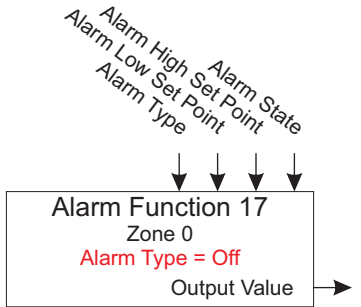 Alarm Type
Alarm Low Set Point
Alarm High Set Point
Alarm State
Alarm Function 17
Zone 0
Alarm Type = Off
Output Value